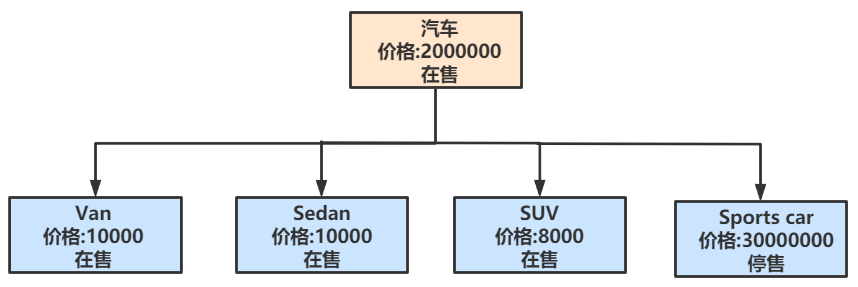 汽车
价格:2000000
在售
Van
价格:10000
在售
Sedan
价格:10000
在售
SUV
价格:8000
在售
Sports car
价格:30000000
停售